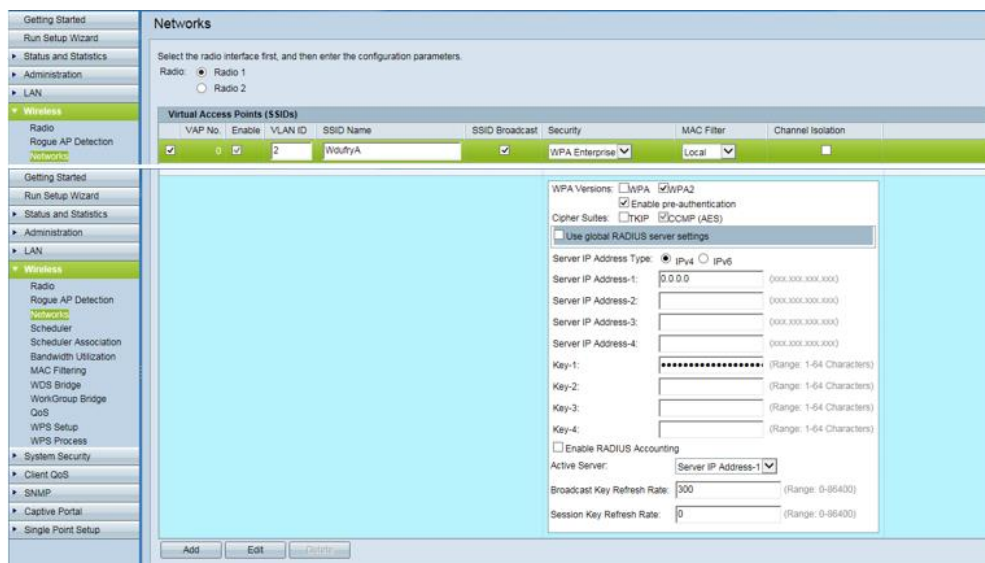 Getting Started
Run Setup Wizard
Status and Statistics
Administration
LAN
Wireless
Radio
Rogue AP Detection
Networks
Networks
Select the radio interface first, and then enter the configuration parameters.
Radio: Radio 1
Radio 2
Virtual Access Points (SSIDs)
VAP No. Enable VLAN ID SSID Name SSID Broadcast Security MAC Filter Channel Isolation
0 2 WdufryA WPA Enterprise Local
Getting Started
Run Setup Wizard
Status and Statistics
Administration
LAN
Wireless
Radio
Rogue AP Detection
Networks
Scheduler
Scheduler Association
Bandwidth Utilization
MAC Filtering
WDS Bridge
WorkGroup Bridge
QoS
WPS Setup
WPS Process
System Security
Client QoS
SNMP
Captive Portal
Single Point Setup
WPA Versions: WPA WPA2
Enable pre-authentication
Cipher Suites: TKIP CCMP (AES)
Use global RADIUS server settings
Server IP Address Type: IPv4 IPv6
Server IP Address-1: 0.0.0.0 (xxx.xxx.xxx.xxx)
Server IP Address-2: (xxx.xxx.xxx.xxx)
Server IP Address-3: (xxx.xxx.xxx.xxx)
Server IP Address-4: (xxx.xxx.xxx.xxx)
Key-1: •••••••••••••••••• (Range: 1-64 Characters)
Key-2: (Range: 1-64 Characters)
Key-3: (Range: 1-64 Characters)
Key-4: (Range: 1-64 Characters)
Enable RADIUS Accounting
Active Server: Server IP Address-1
Broadcast Key Refresh Rate: 300 (Range: 0-86400)
Session Key Refresh Rate: 0 (Range: 0-86400)
Add Edit Delete